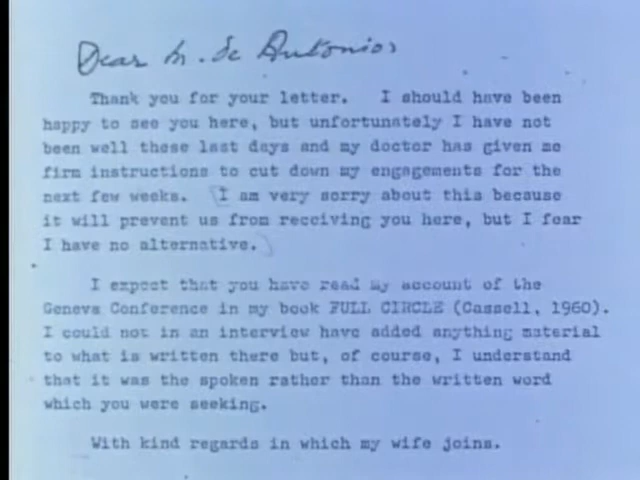 Dear M. de Antonios
Thank you for your letter. I should have been
happy to see you here, but unfortunately I have not
been well these last days and my doctor has given me
firm instructions to cut down my engagements for the
next few weeks. (I am very sorry about this because
it will prevent us from receiving you here, but I fear
I have no alternative.)
I expect that you have read my account of the
Geneva Conference in my book FULL CIRCLE (Cassell, 1960).
I could not in an interview have added anything material
to what is written there but, of course, I understand
that it was the spoken rather than the written word
which you were seeking.
With kind regards in which my wife joins.